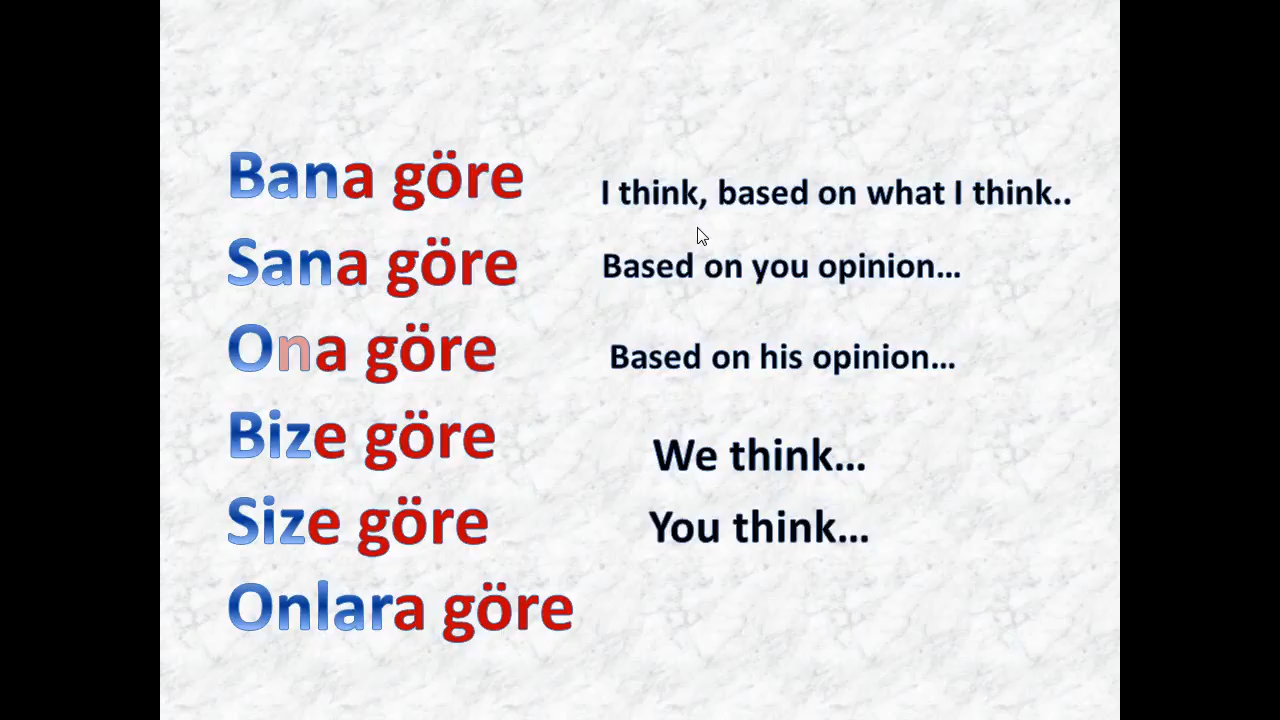 Bana göre
I think, based on what I think..
Sana göre
Based on you opinion...
Ona göre
Based on his opinion...
Bize göre
We think...
Size göre
You think...
Onlara göre